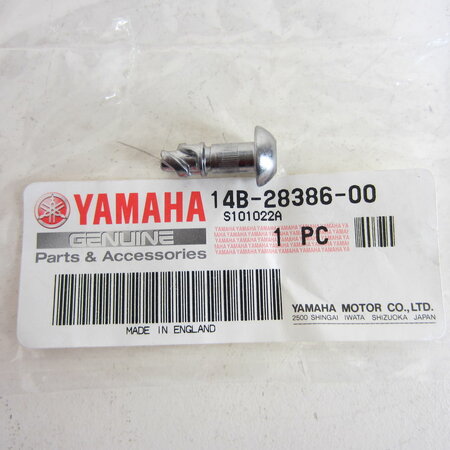 YAMAHA 14B-28386-00
S101022A
GENUINE
1 PC
Parts & Accessories
YAMAHA MOTOR CO.,LTD.
2500 SHINGAI IWATA SHIZUOKA JAPAN
MADE IN ENGLAND